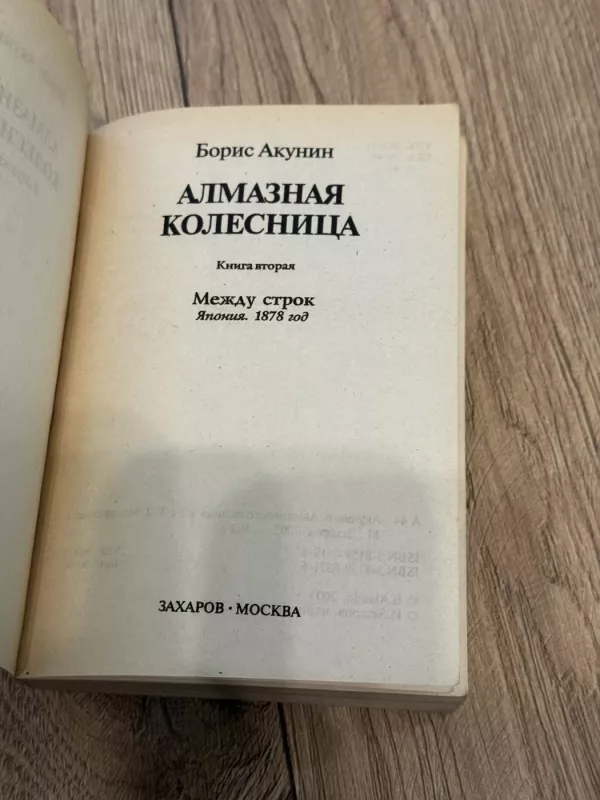 Борис Акунин
АЛМАЗНАЯ
КОЛЕСНИЦА
Книга вторая
Между строк
Япония. 1878 год
ЗАХАРОВ • МОСКВА